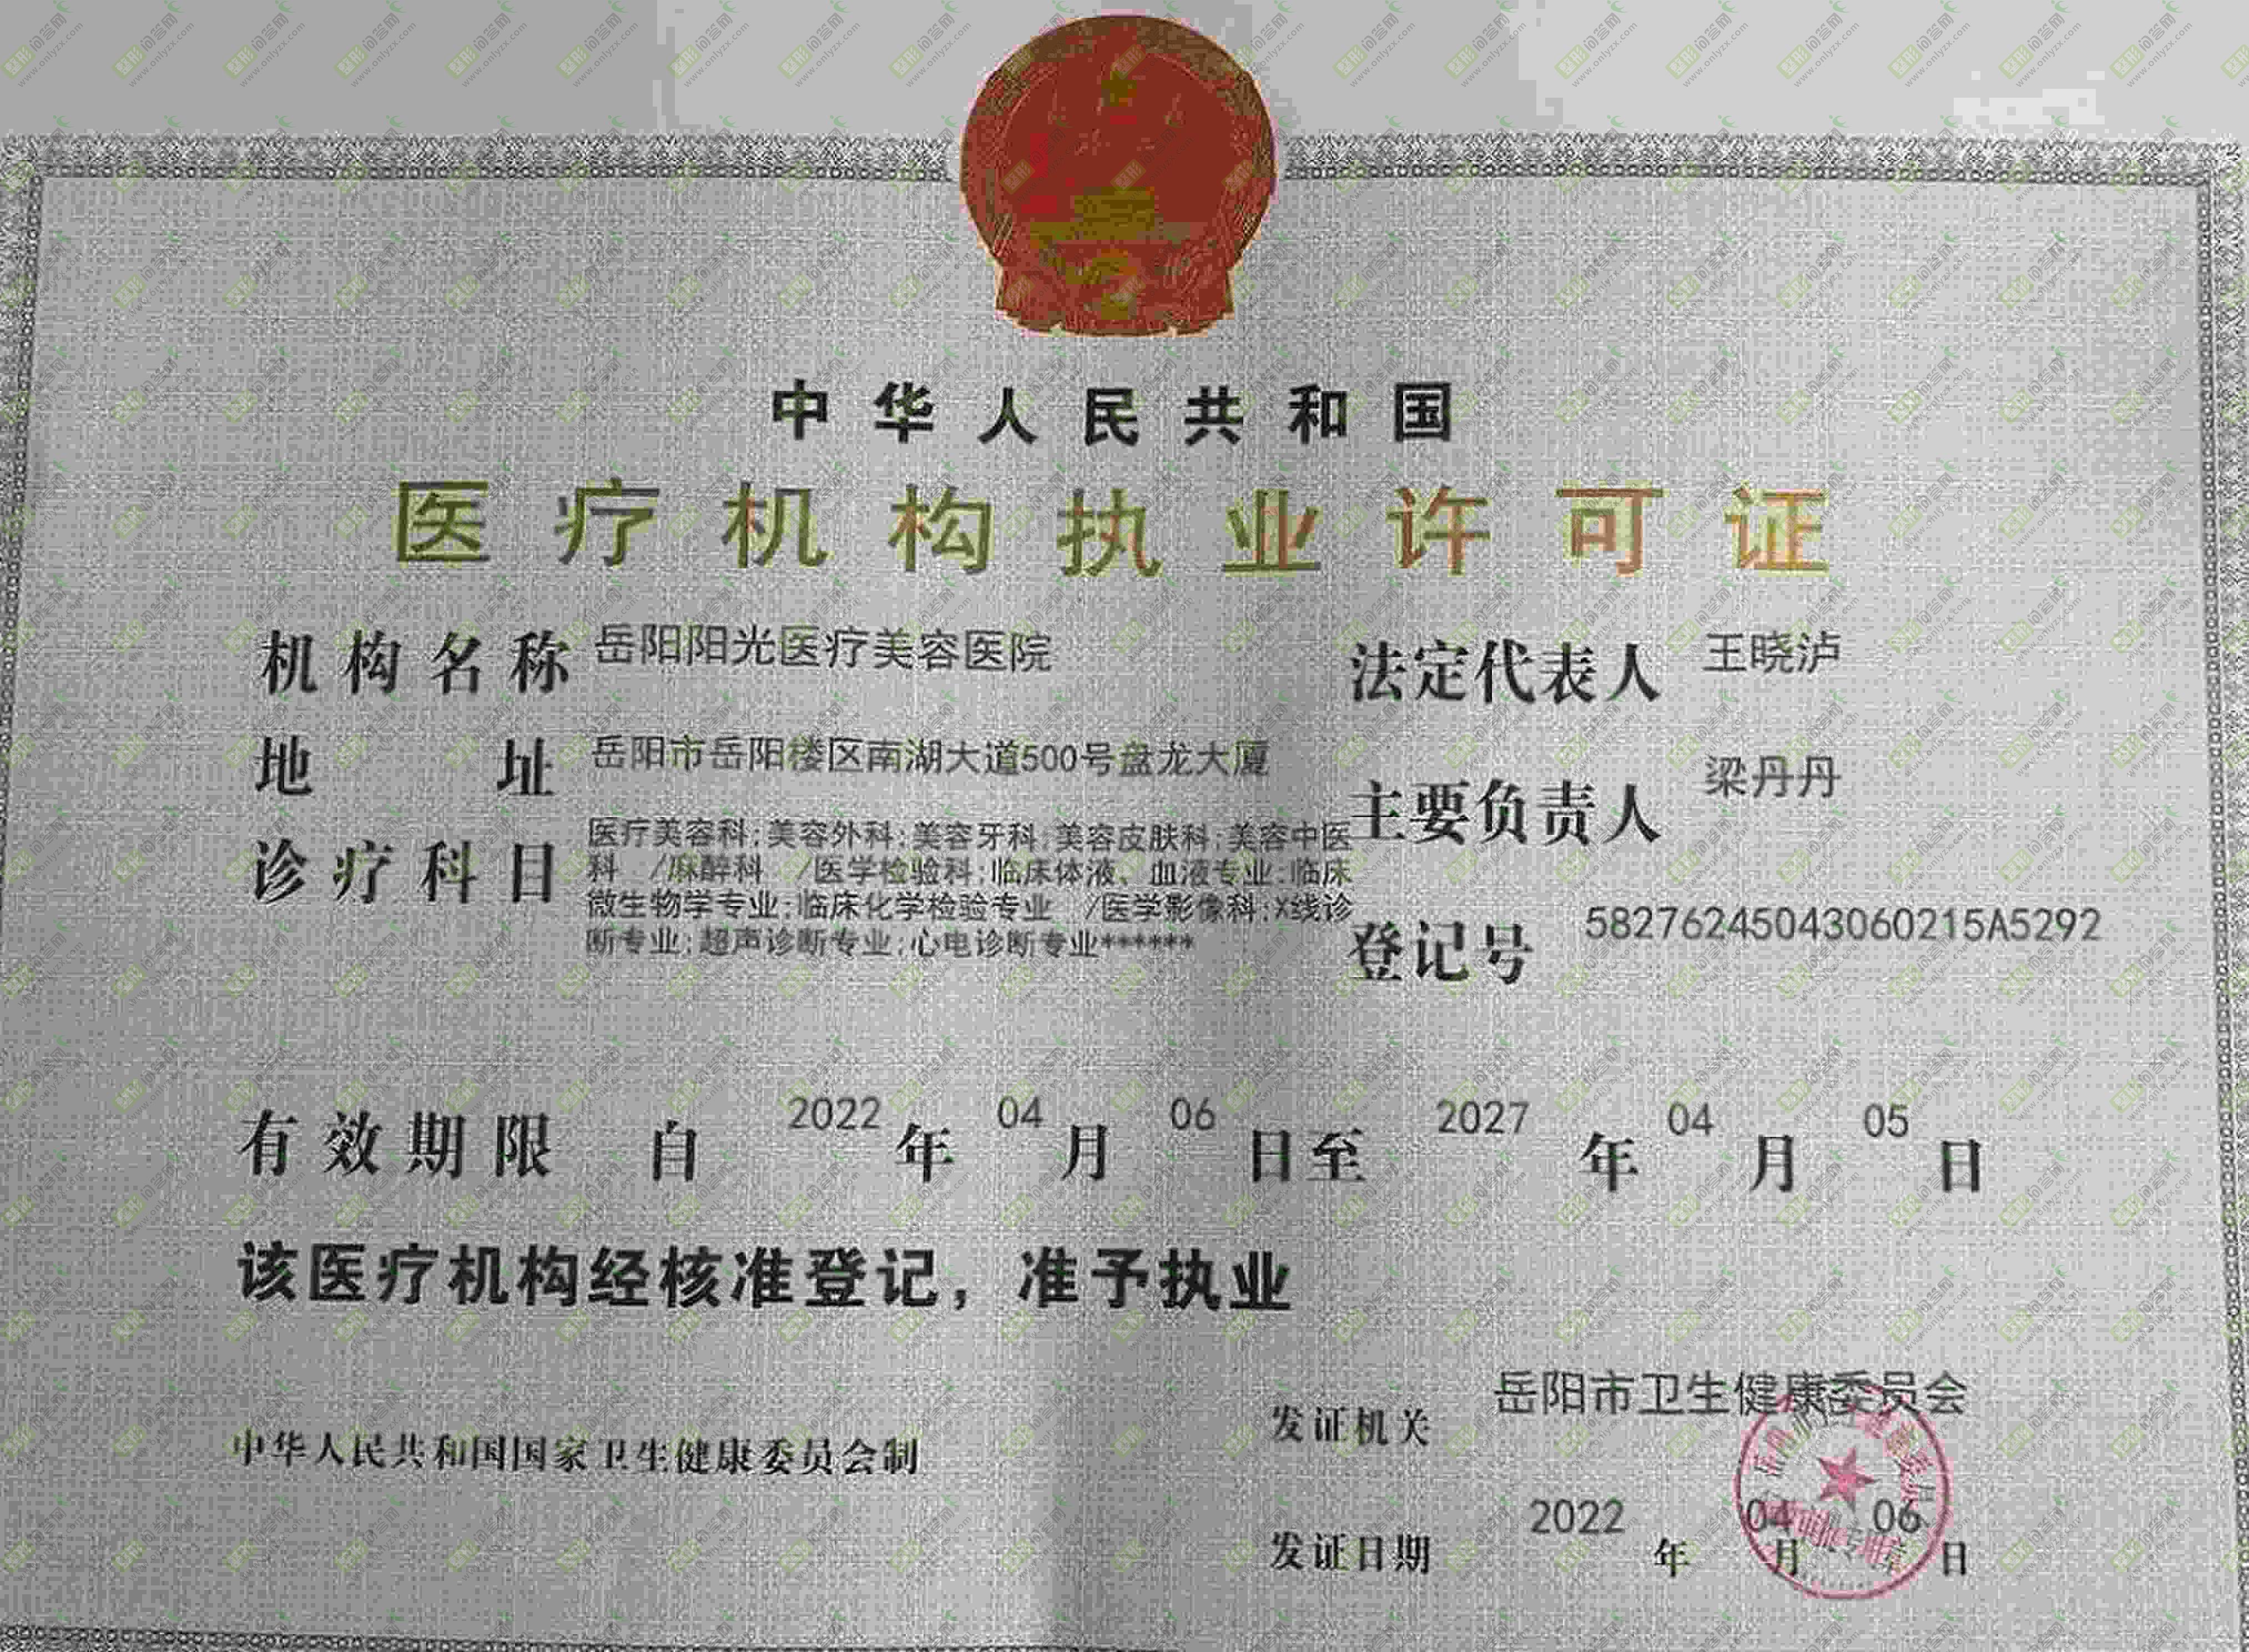 中华人民共和国
医疗机构执业许可证
机构名称 岳阳阳光医疗美容医院
法定代表人 王晓泸
地址 岳阳市岳阳楼区南湖大道500号盘龙大厦
主要负责人 梁丹丹
诊疗科目 医疗美容科;美容外科;美容牙科;美容皮肤科;美容中医
科 /麻醉科 /医学检验科;临床体液、血液专业;临床
微生物学专业;临床化学检验专业 /医学影像科;X线诊
断专业;超声诊断专业;心电诊断专业******
登记号 58276245043060215A5292
有效期限 自 2022 年 04 月 06 日至 2027 年 04 月 05 日
该医疗机构经核准登记，准予执业
发证机关 岳阳市卫生健康委员会
中华人民共和国国家卫生健康委员会制
发证日期 2022 年 04 月 06 日
问答网
www.onlyzx.com